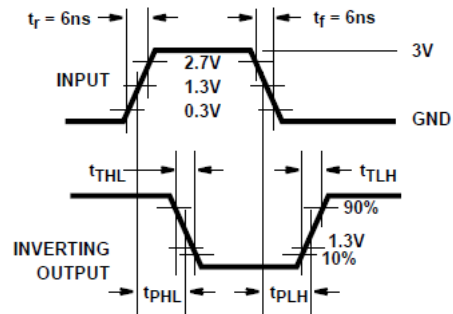 tr = 6ns
tf = 6ns
3V
INPUT
2.7V
1.3V
0.3V
GND
tTHL
tTLH
90%
INVERTING
OUTPUT
1.3V
10%
tPHL
tPLH